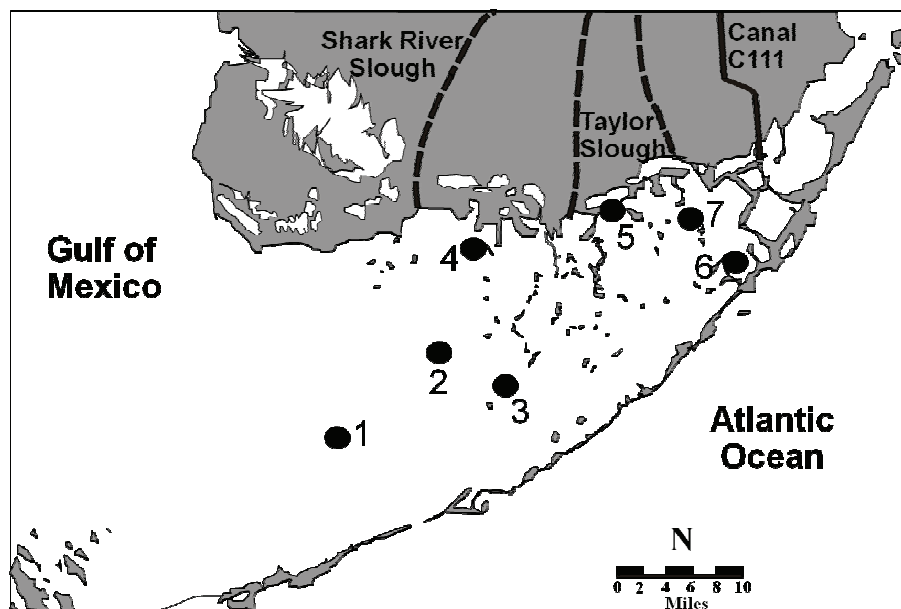 Shark River
Slough
Canal
C111
Taylor
Slough
Gulf of
Mexico
4
5
7
6
2
3
1
Atlantic
Ocean
N
0 2 4 6 8 10
Miles